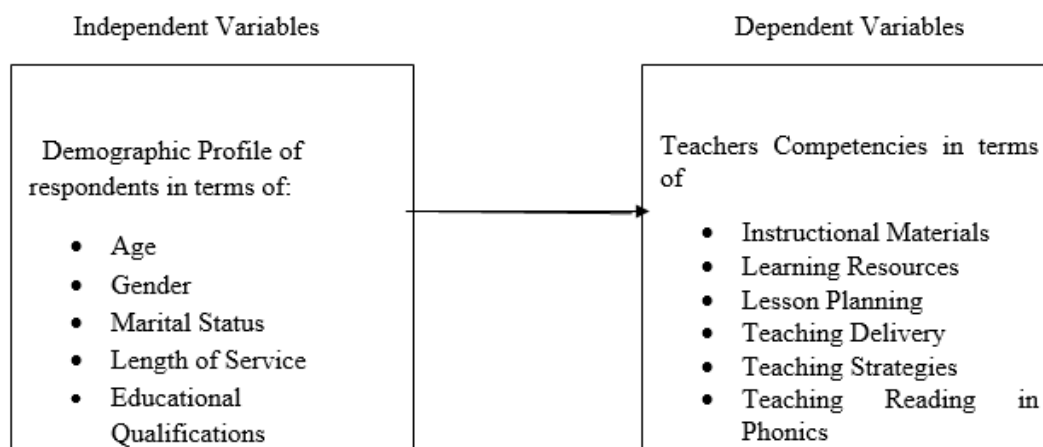 Independent Variables
Dependent Variables
Demographic Profile of
respondents in terms of:
• Age
• Gender
• Marital Status
• Length of Service
• Educational
Qualifications
Teachers Competencies in terms
of
• Instructional Materials
• Learning Resources
• Lesson Planning
• Teaching Delivery
• Teaching Strategies
• Teaching Reading in
Phonics